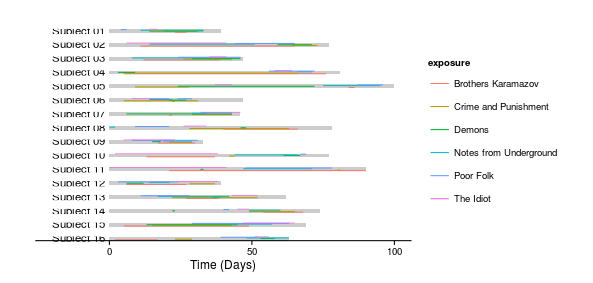 Subject 01
Subject 02
Subject 03
Subject 04
Subject 05
Subject 06
Subject 07
Subject 08
Subject 09
Subject 10
Subject 11
Subject 12
Subject 13
Subject 14
Subject 15
Subject 16
0 50 100
Time (Days)
exposure
Brothers Karamazov
Crime and Punishment
Demons
Notes from Underground
Poor Folk
The Idiot